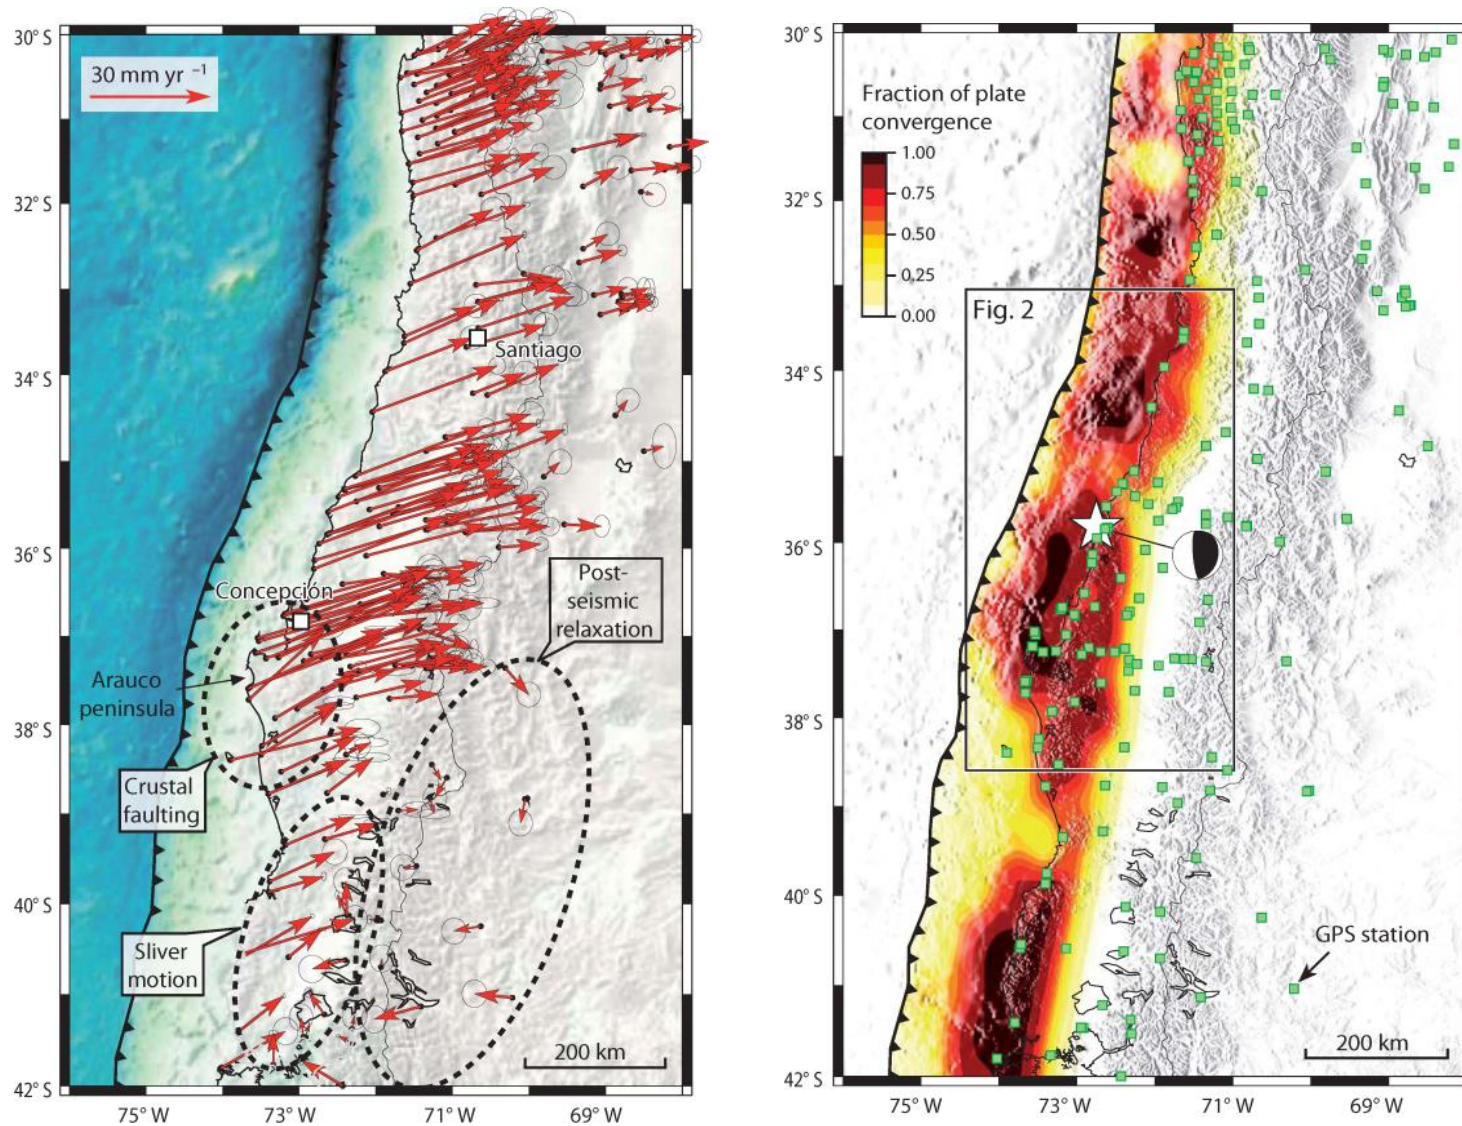 30° S
32° S
34° S
36° S
38° S
40° S
42° S
30 mm yr⁻¹
Santiago
Concepción
Post-
seismic
relaxation
Arauco
peninsula
Crustal
faulting
Sliver
motion
200 km
75° W
73° W
71° W
69° W
30° S
32° S
34° S
36° S
38° S
40° S
42° S
Fraction of plate
convergence
1.00
0.75
0.50
0.25
0.00
Fig. 2
GPS station
200 km
75° W
73° W
71° W
69° W